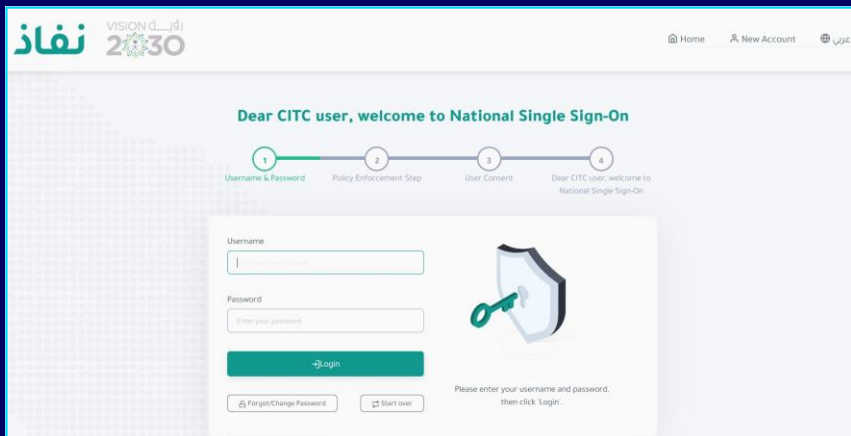 نفاذ
VISION رؤيــة
2030
Home
New Account
عربي
Dear CITC user, welcome to National Single Sign-On
1
2
3
4
Username & Password
Policy Enforcement Step
User Consent
Dear CITC user, welcome to
National Single Sign-On
Username
Password
Enter your password
Login
Forgot/Change Password
Start over
Please enter your username and password,
then click 'Login'.